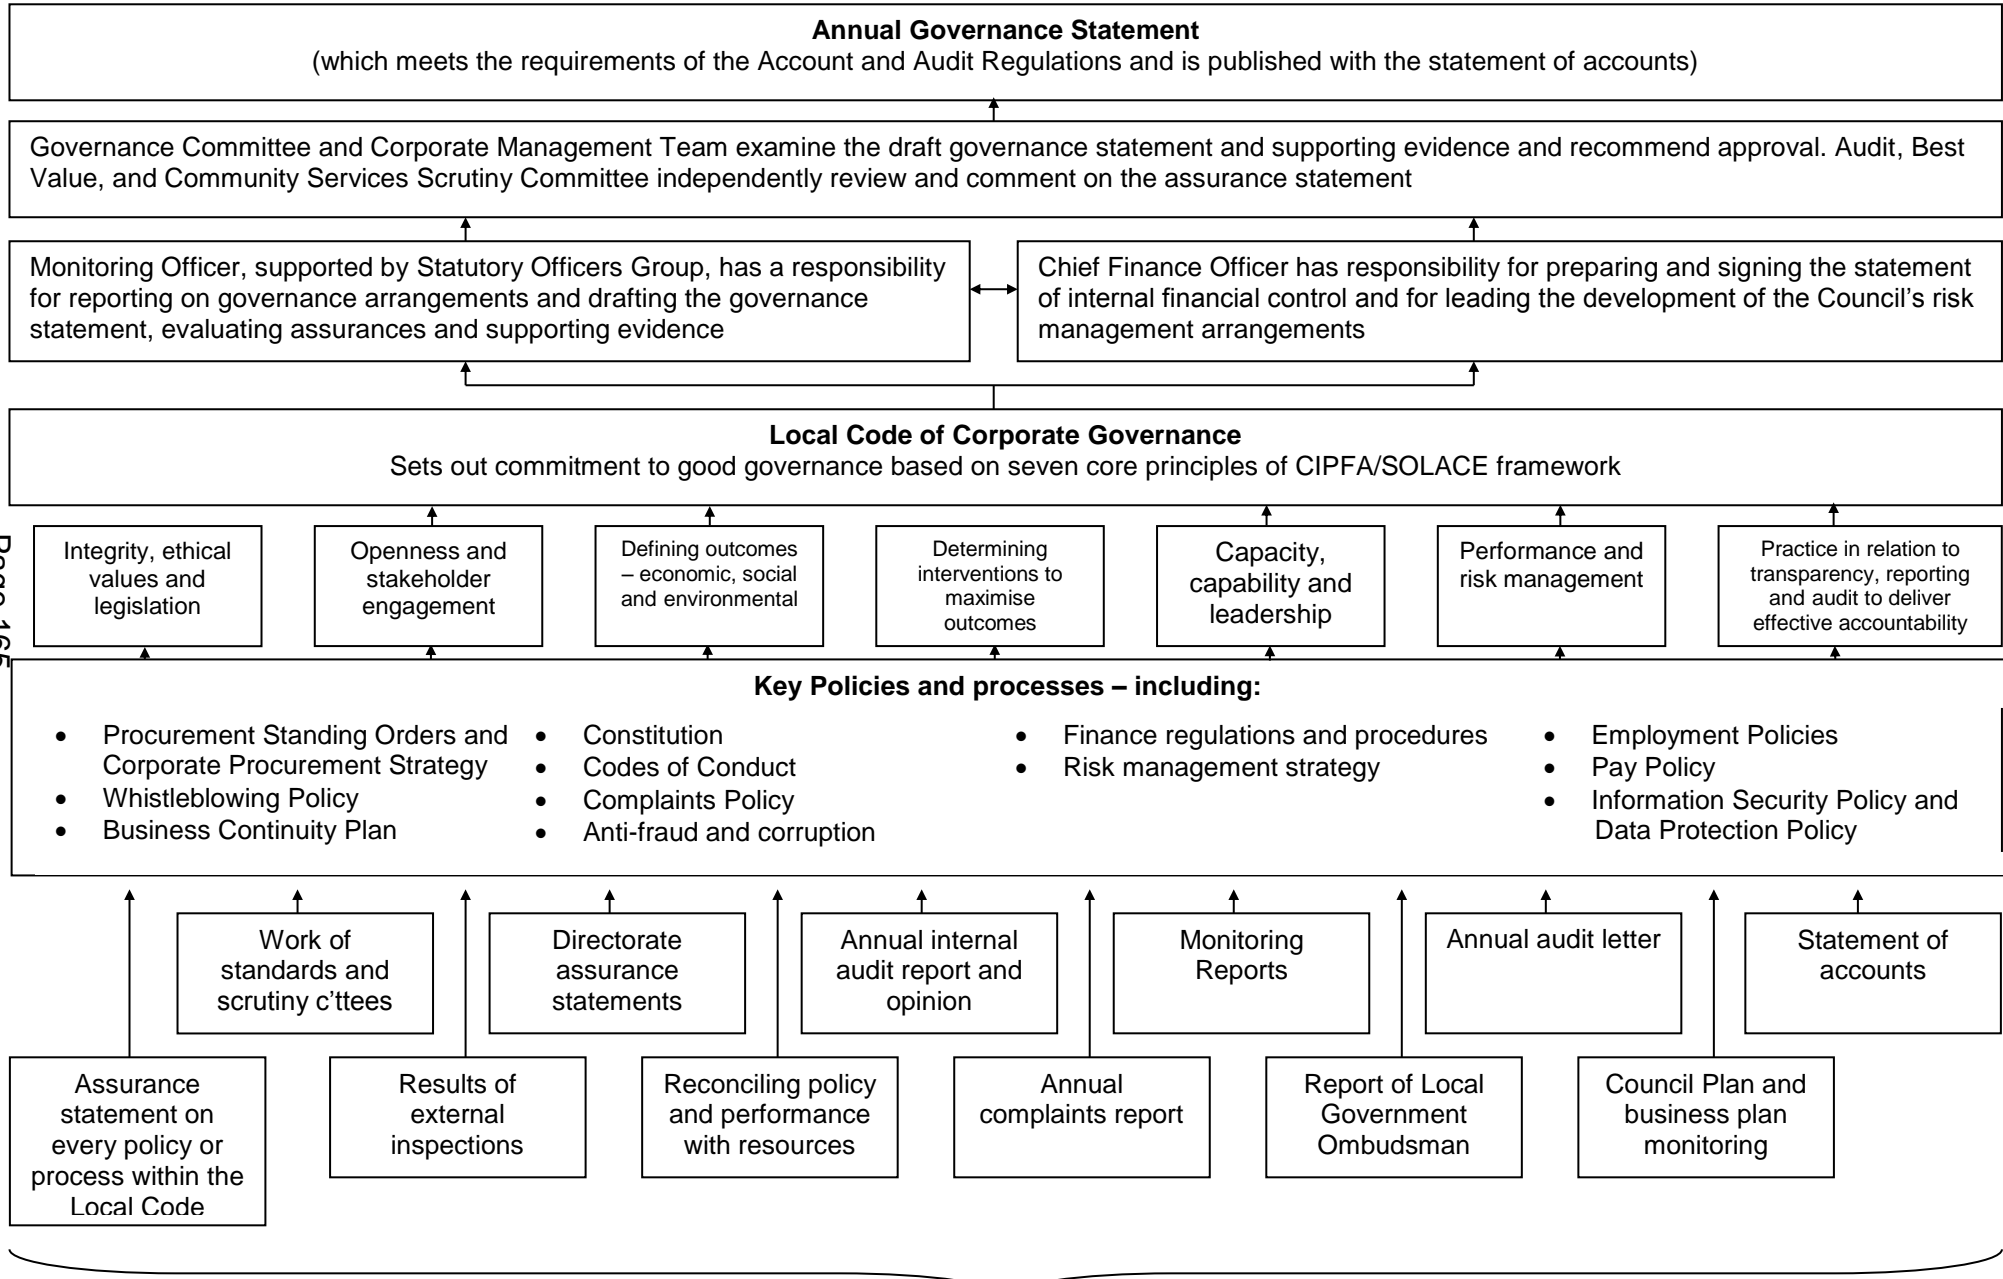 Annual Governance Statement
(which meets the requirements of the Account and Audit Regulations and is published with the statement of accounts)
Governance Committee and Corporate Management Team examine the draft governance statement and supporting evidence and recommend approval. Audit, Best
Value, and Community Services Scrutiny Committee independently review and comment on the assurance statement
Monitoring Officer, supported by Statutory Officers Group, has a responsibility
for reporting on governance arrangements and drafting the governance
statement, evaluating assurances and supporting evidence
Chief Finance Officer has responsibility for preparing and signing the statement
of internal financial control and for leading the development of the Council's risk
management arrangements
Local Code of Corporate Governance
Sets out commitment to good governance based on seven core principles of CIPFA/SOLACE framework
Integrity, ethical
values and
legislation
Openness and
stakeholder
engagement
Defining outcomes
– economic, social
and environmental
Determining
interventions to
maximise
outcomes
Capacity,
capability and
leadership
Performance and
risk management
Practice in relation to
transparency, reporting
and audit to deliver
effective accountability
Page 165
Key Policies and processes – including:
• Procurement Standing Orders and
Corporate Procurement Strategy
• Whistleblowing Policy
• Business Continuity Plan
• Constitution
• Codes of Conduct
• Complaints Policy
• Anti-fraud and corruption
• Finance regulations and procedures
• Risk management strategy
• Employment Policies
• Pay Policy
• Information Security Policy and
Data Protection Policy
Work of
standards and
scrutiny c'ttees
Directorate
assurance
statements
Annual internal
audit report and
opinion
Monitoring
Reports
Annual audit letter
Statement of
accounts
Assurance
statement on
every policy or
process within the
Local Code
Results of
external
inspections
Reconciling policy
and performance
with resources
Annual
complaints report
Report of Local
Government
Ombudsman
Council Plan and
business plan
monitoring